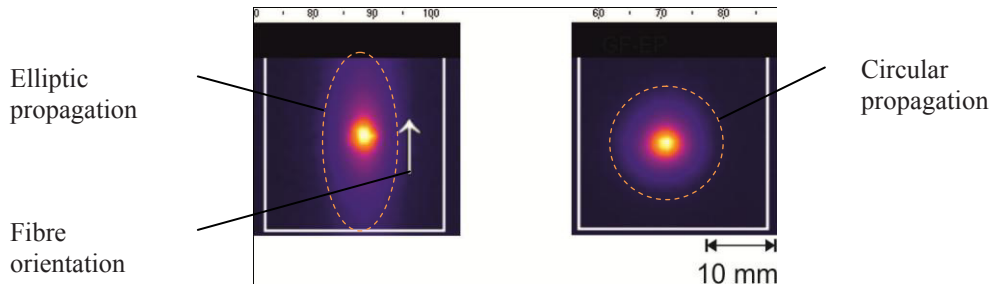 0 80 90 100
60 70 80
GF-EP
Elliptic
propagation
Circular
propagation
Fibre
orientation
10 mm